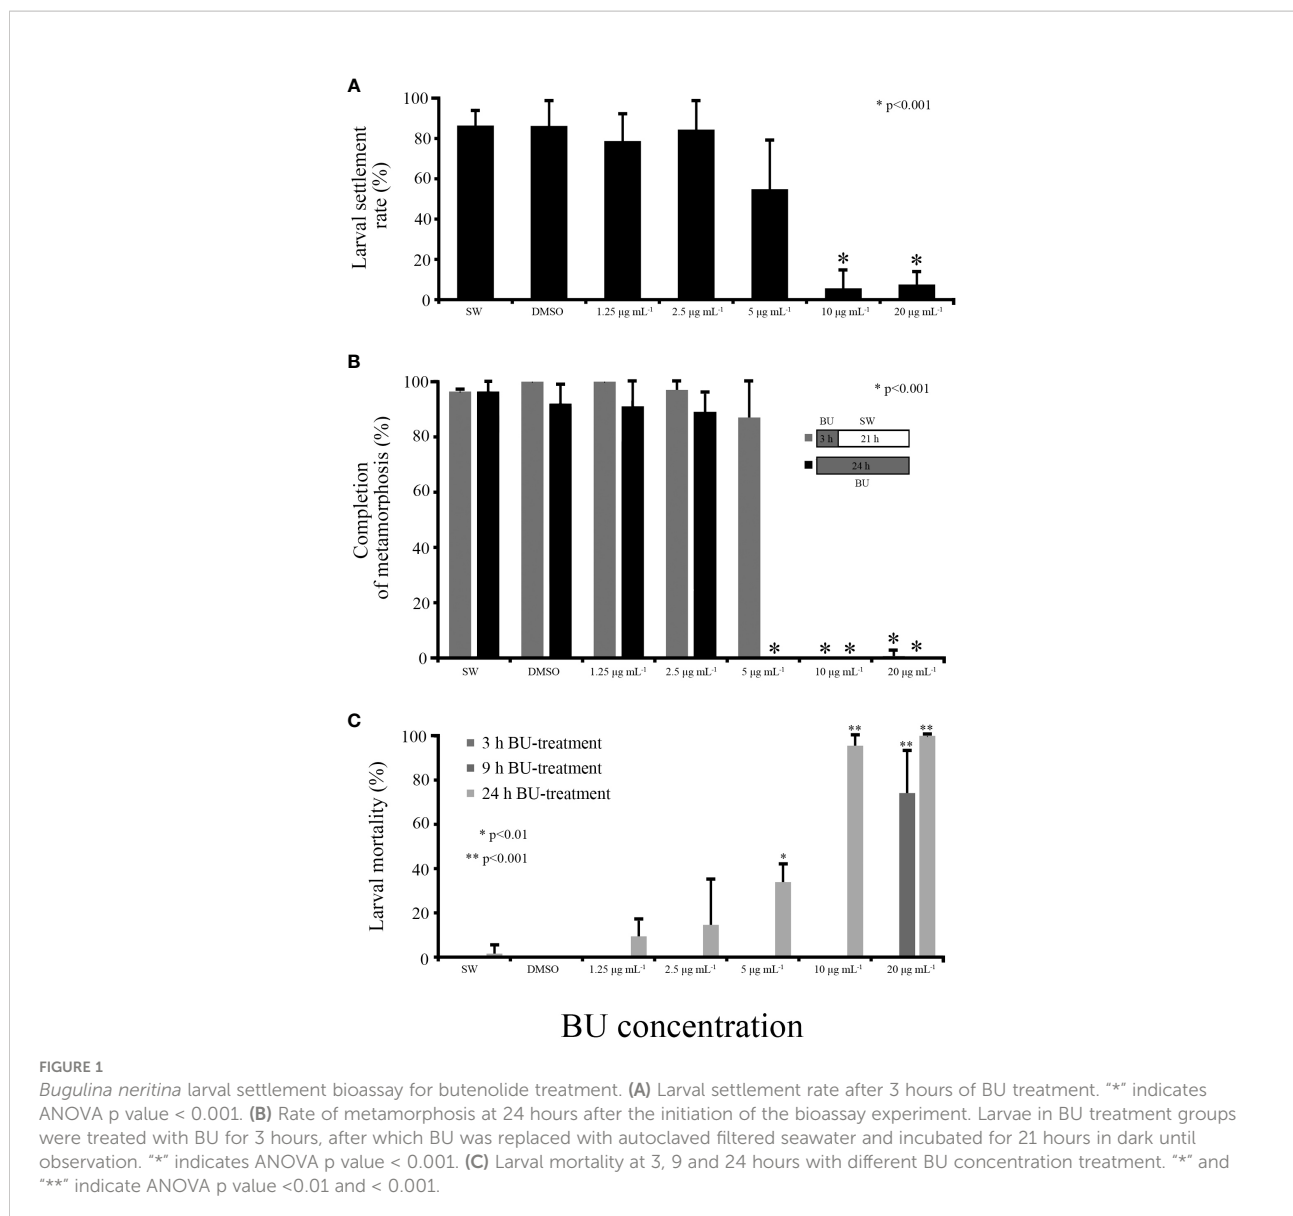 A
Larval settlement
rate (%)
100
80
60
40
20
0
* p<0.001
*
*
SW DMSO 1.25 μg mL-1 2.5 μg mL-1 5 μg mL-1 10 μg mL-1 20 μg mL-1
B
Completion
of metamorphosis (%)
100
80
60
40
20
0
* p<0.001
BU SW
3 h 21 h
24 h
BU
* * * * *
SW DMSO 1.25 μg mL-1 2.5 μg mL-1 5 μg mL-1 10 μg mL-1 20 μg mL-1
C
Larval mortality (%)
100
80
60
40
20
0
3 h BU-treatment
9 h BU-treatment
24 h BU-treatment
* p<0.01
** p<0.001
* ** ** **
SW DMSO 1.25 μg mL-1 2.5 μg mL-1 5 μg mL-1 10 μg mL-1 20 μg mL-1
BU concentration
FIGURE 1
Bugulina neritina larval settlement bioassay for butenolide treatment. (A) Larval settlement rate after 3 hours of BU treatment. “*” indicates
ANOVA p value < 0.001. (B) Rate of metamorphosis at 24 hours after the initiation of the bioassay experiment. Larvae in BU treatment groups
were treated with BU for 3 hours, after which BU was replaced with autoclaved filtered seawater and incubated for 21 hours in dark until
observation. “*” indicates ANOVA p value < 0.001. (C) Larval mortality at 3, 9 and 24 hours with different BU concentration treatment. “*” and
“**” indicate ANOVA p value <0.01 and < 0.001.